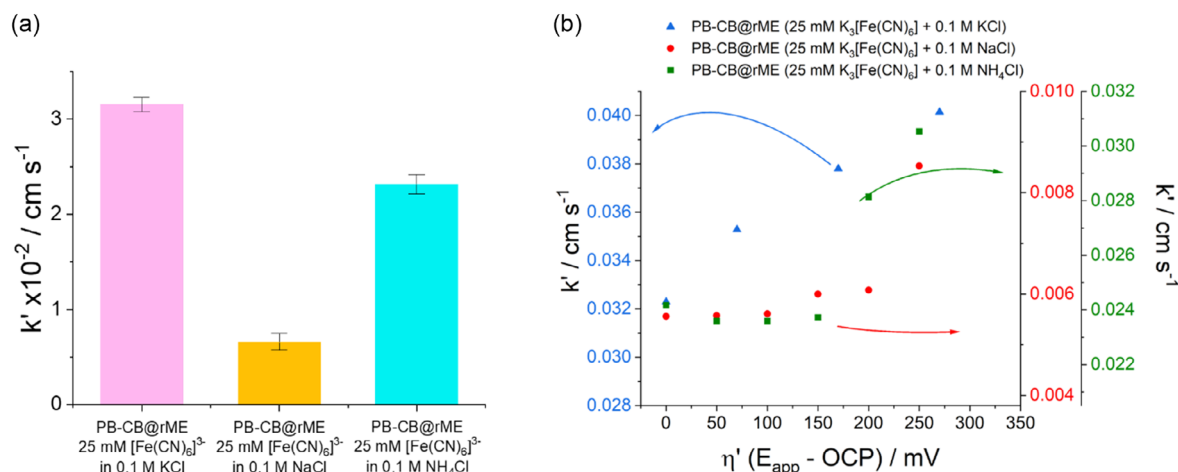 (a)
k' x10⁻² / cm s⁻¹
3
2
1
0
PB-CB@rME
25 mM [Fe(CN)₆]³⁻
in 0.1 M KCl
PB-CB@rME
25 mM [Fe(CN)₆]³⁻
in 0.1 M NaCl
PB-CB@rME
25 mM [Fe(CN)₆]³⁻
in 0.1 M NH₄Cl
(b)
PB-CB@rME (25 mM K₃[Fe(CN)₆] + 0.1 M KCl)
PB-CB@rME (25 mM K₃[Fe(CN)₆] + 0.1 M NaCl)
PB-CB@rME (25 mM K₃[Fe(CN)₆] + 0.1 M NH₄Cl)
k' / cm s⁻¹
0.040
0.038
0.036
0.034
0.032
0.030
0.028
0.010
0.008
0.006
0.004
0.032
0.030
0.028
0.026
0.024
0.022
k' / cm s⁻¹
0 50 100 150 200 250 300 350
η' (Eapp - OCP) / mV